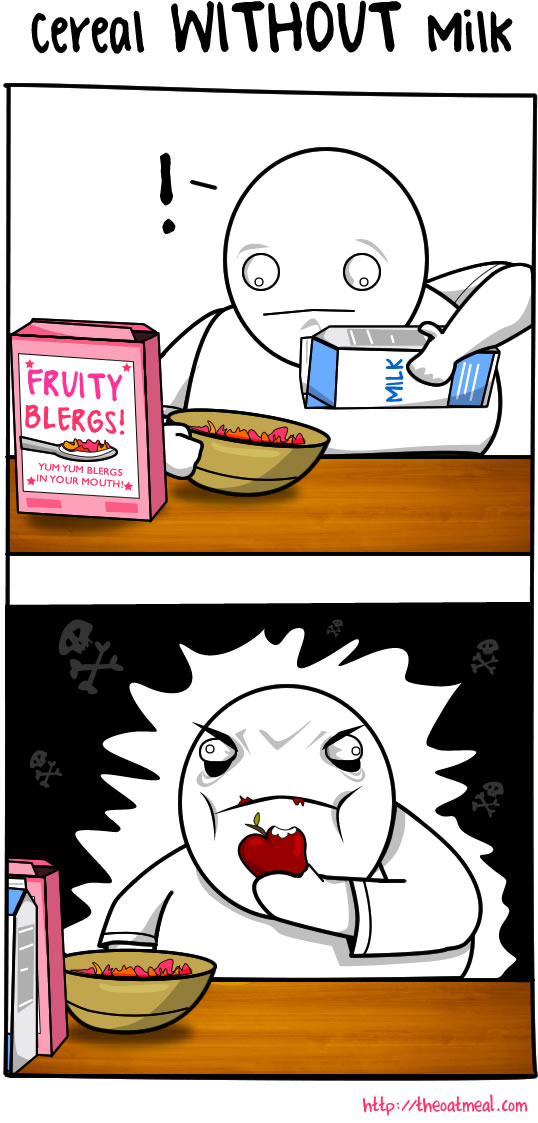 cereal WITHOUT Milk
!
FRUITY
BLERGS!
YUM YUM BLERGS
IN YOUR MOUTH!
MILK
http://theoatmeal.com